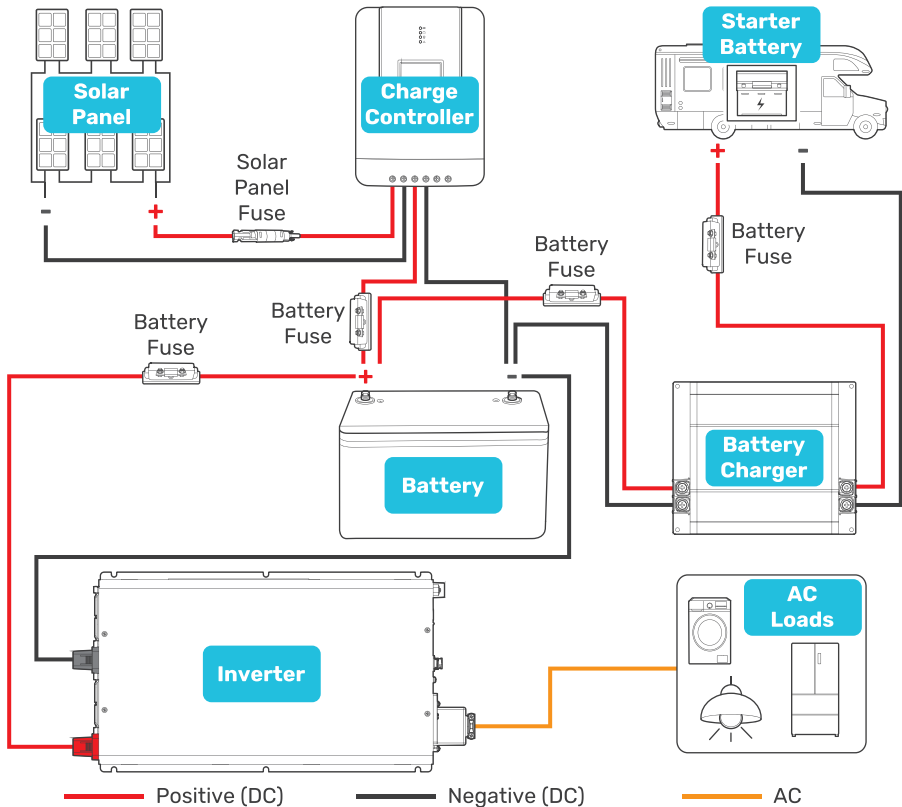 Starter
Battery
Solar
Panel
Charge
Controller
Solar
Panel
Fuse
-
+
+
-
Battery
Fuse
Battery
Fuse
Battery
Fuse
Battery
Fuse
+
-
Battery
Battery
Charger
Inverter
AC
Loads
Positive (DC)
Negative (DC)
AC